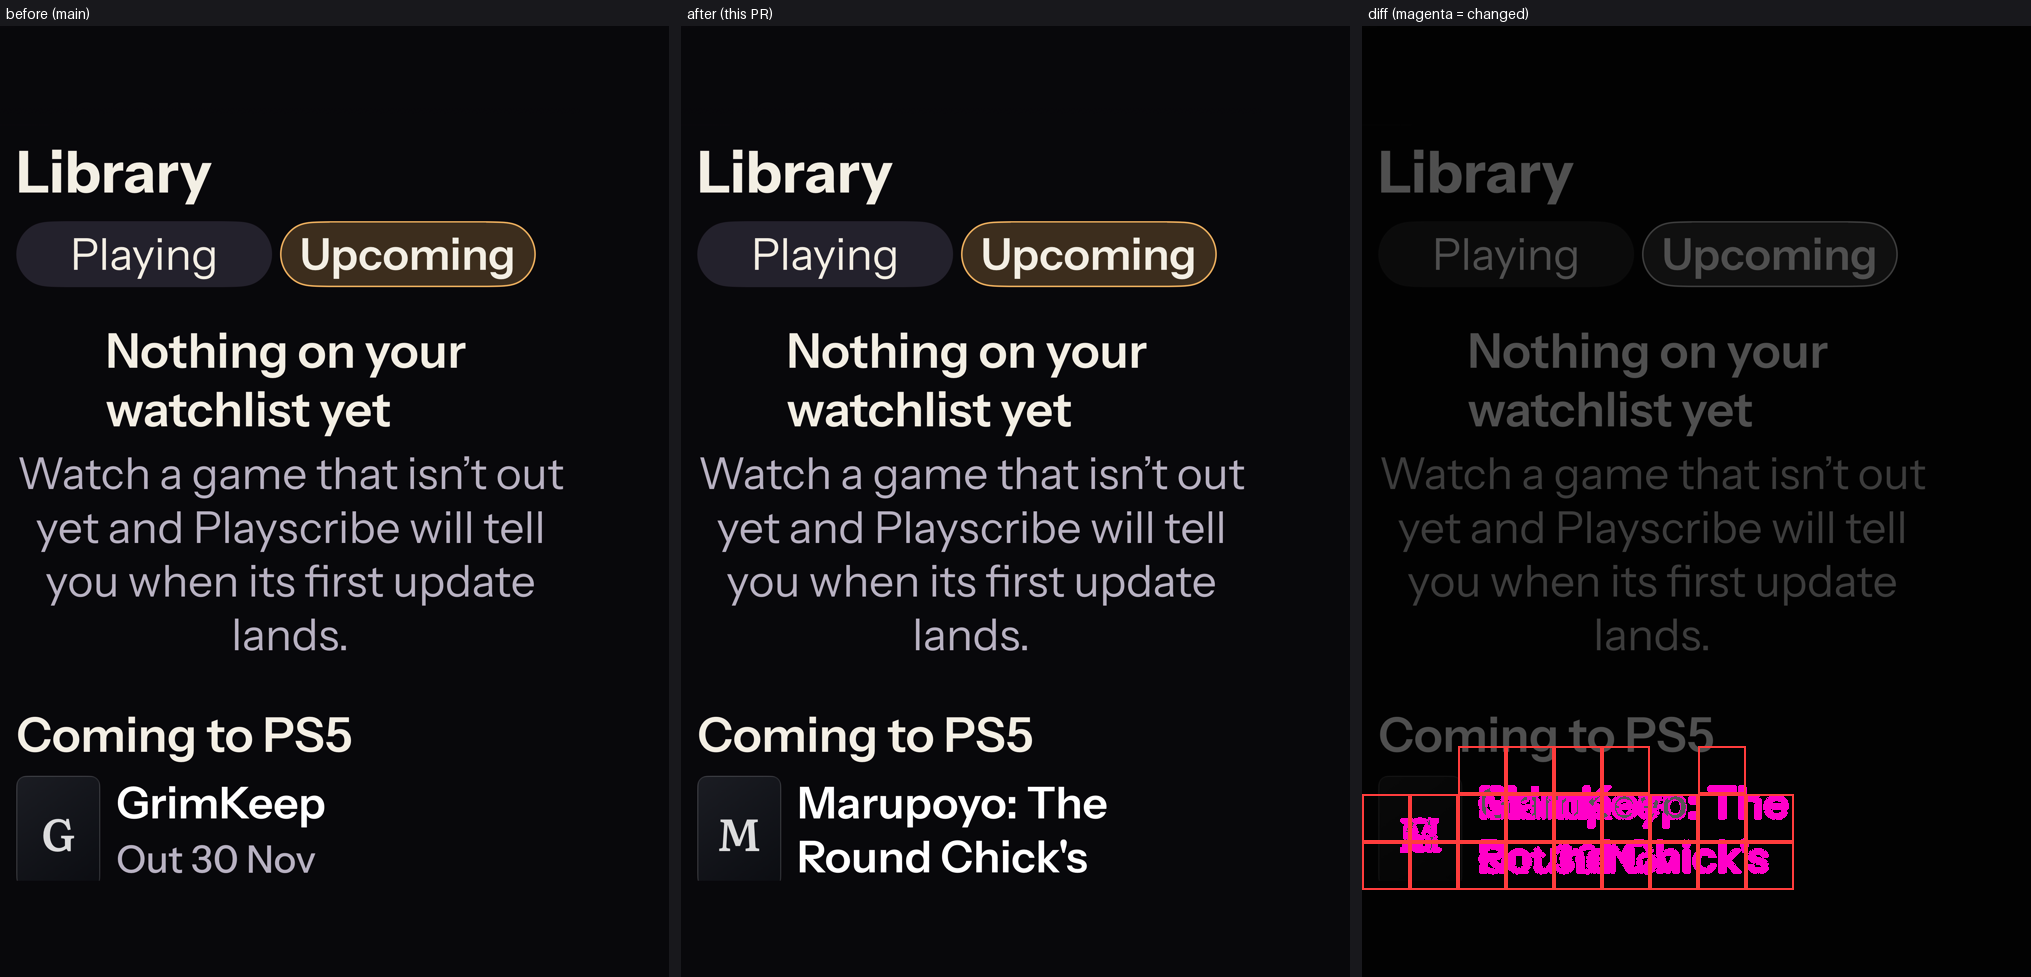 before (main)
Library
Playing
Upcoming
Nothing on your
watchlist yet
Watch a game that isn’t out
yet and Playscribe will tell
you when its first update
lands.
Coming to PS5
G
GrimKeep
Out 30 Nov
after (this PR)
Library
Playing
Upcoming
Nothing on your
watchlist yet
Watch a game that isn’t out
yet and Playscribe will tell
you when its first update
lands.
Coming to PS5
M
Marupoyo: The
Round Chick's
diff (magenta = changed)
Library
Playing
Upcoming
Nothing on your
watchlist yet
Watch a game that isn’t out
yet and Playscribe will tell
you when its first update
lands.
Coming to PS5
The
Chick's